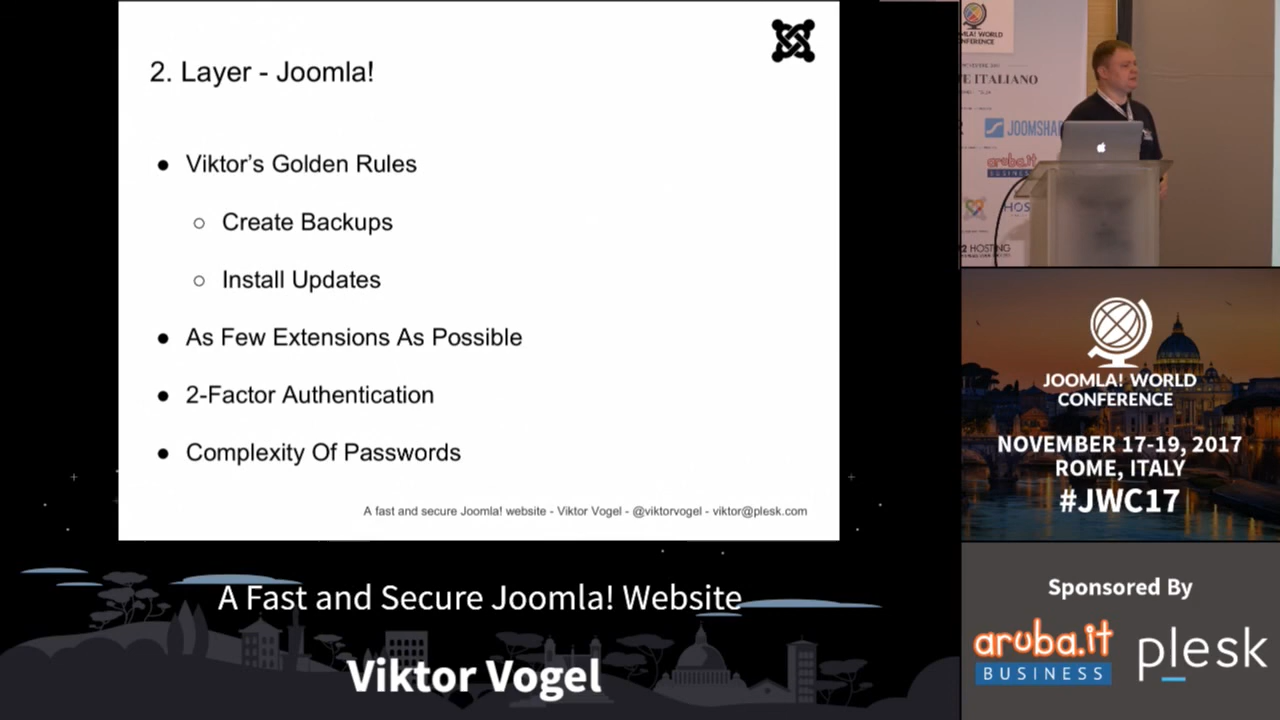 2. Layer - Joomla!
● Viktor's Golden Rules
○ Create Backups
○ Install Updates
● As Few Extensions As Possible
● 2-Factor Authentication
● Complexity Of Passwords
A fast and secure Joomla! website - Viktor Vogel - @viktorvogel - viktor@plesk.com
A Fast and Secure Joomla! Website
Viktor Vogel
E ITALIANO
JOOMSHA
aruba.it
BUSINESS
HOS
2 HOSTING
JOOMLA! WORLD
CONFERENCE
NOVEMBER 17-19, 2017
ROME, ITALY
#JWC17
Sponsored By
aruba.it
BUSINESS
plesk